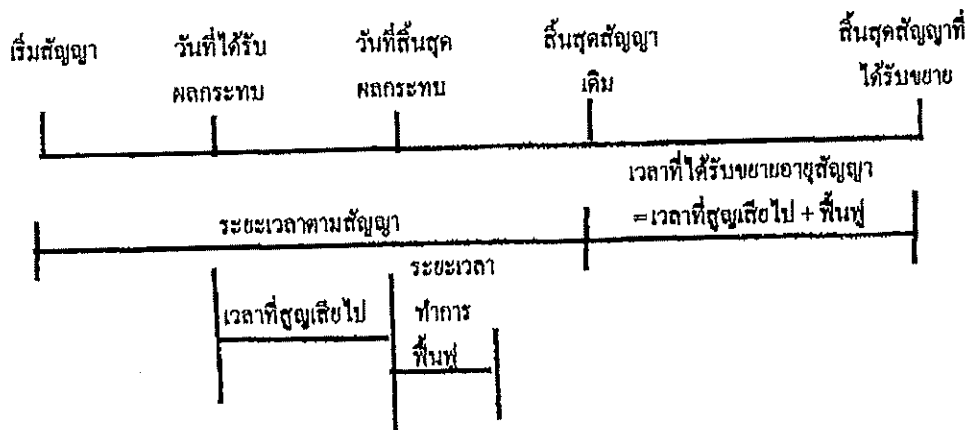 เริ่มสัญญา
วันที่ได้รับ
ผลกระทบ
วันที่สิ้นสุด
ผลกระทบ
สิ้นสุดสัญญา
เดิม
สิ้นสุดสัญญาที่
ได้รับขยาย
เวลาที่ได้รับขยายอายุสัญญา
=เวลาที่สูญเสียไป + ฟื้นฟู
ระยะเวลาตามสัญญา
เวลาที่สูญเสียไป
ระยะเวลา
ทำการ
ฟื้นฟู